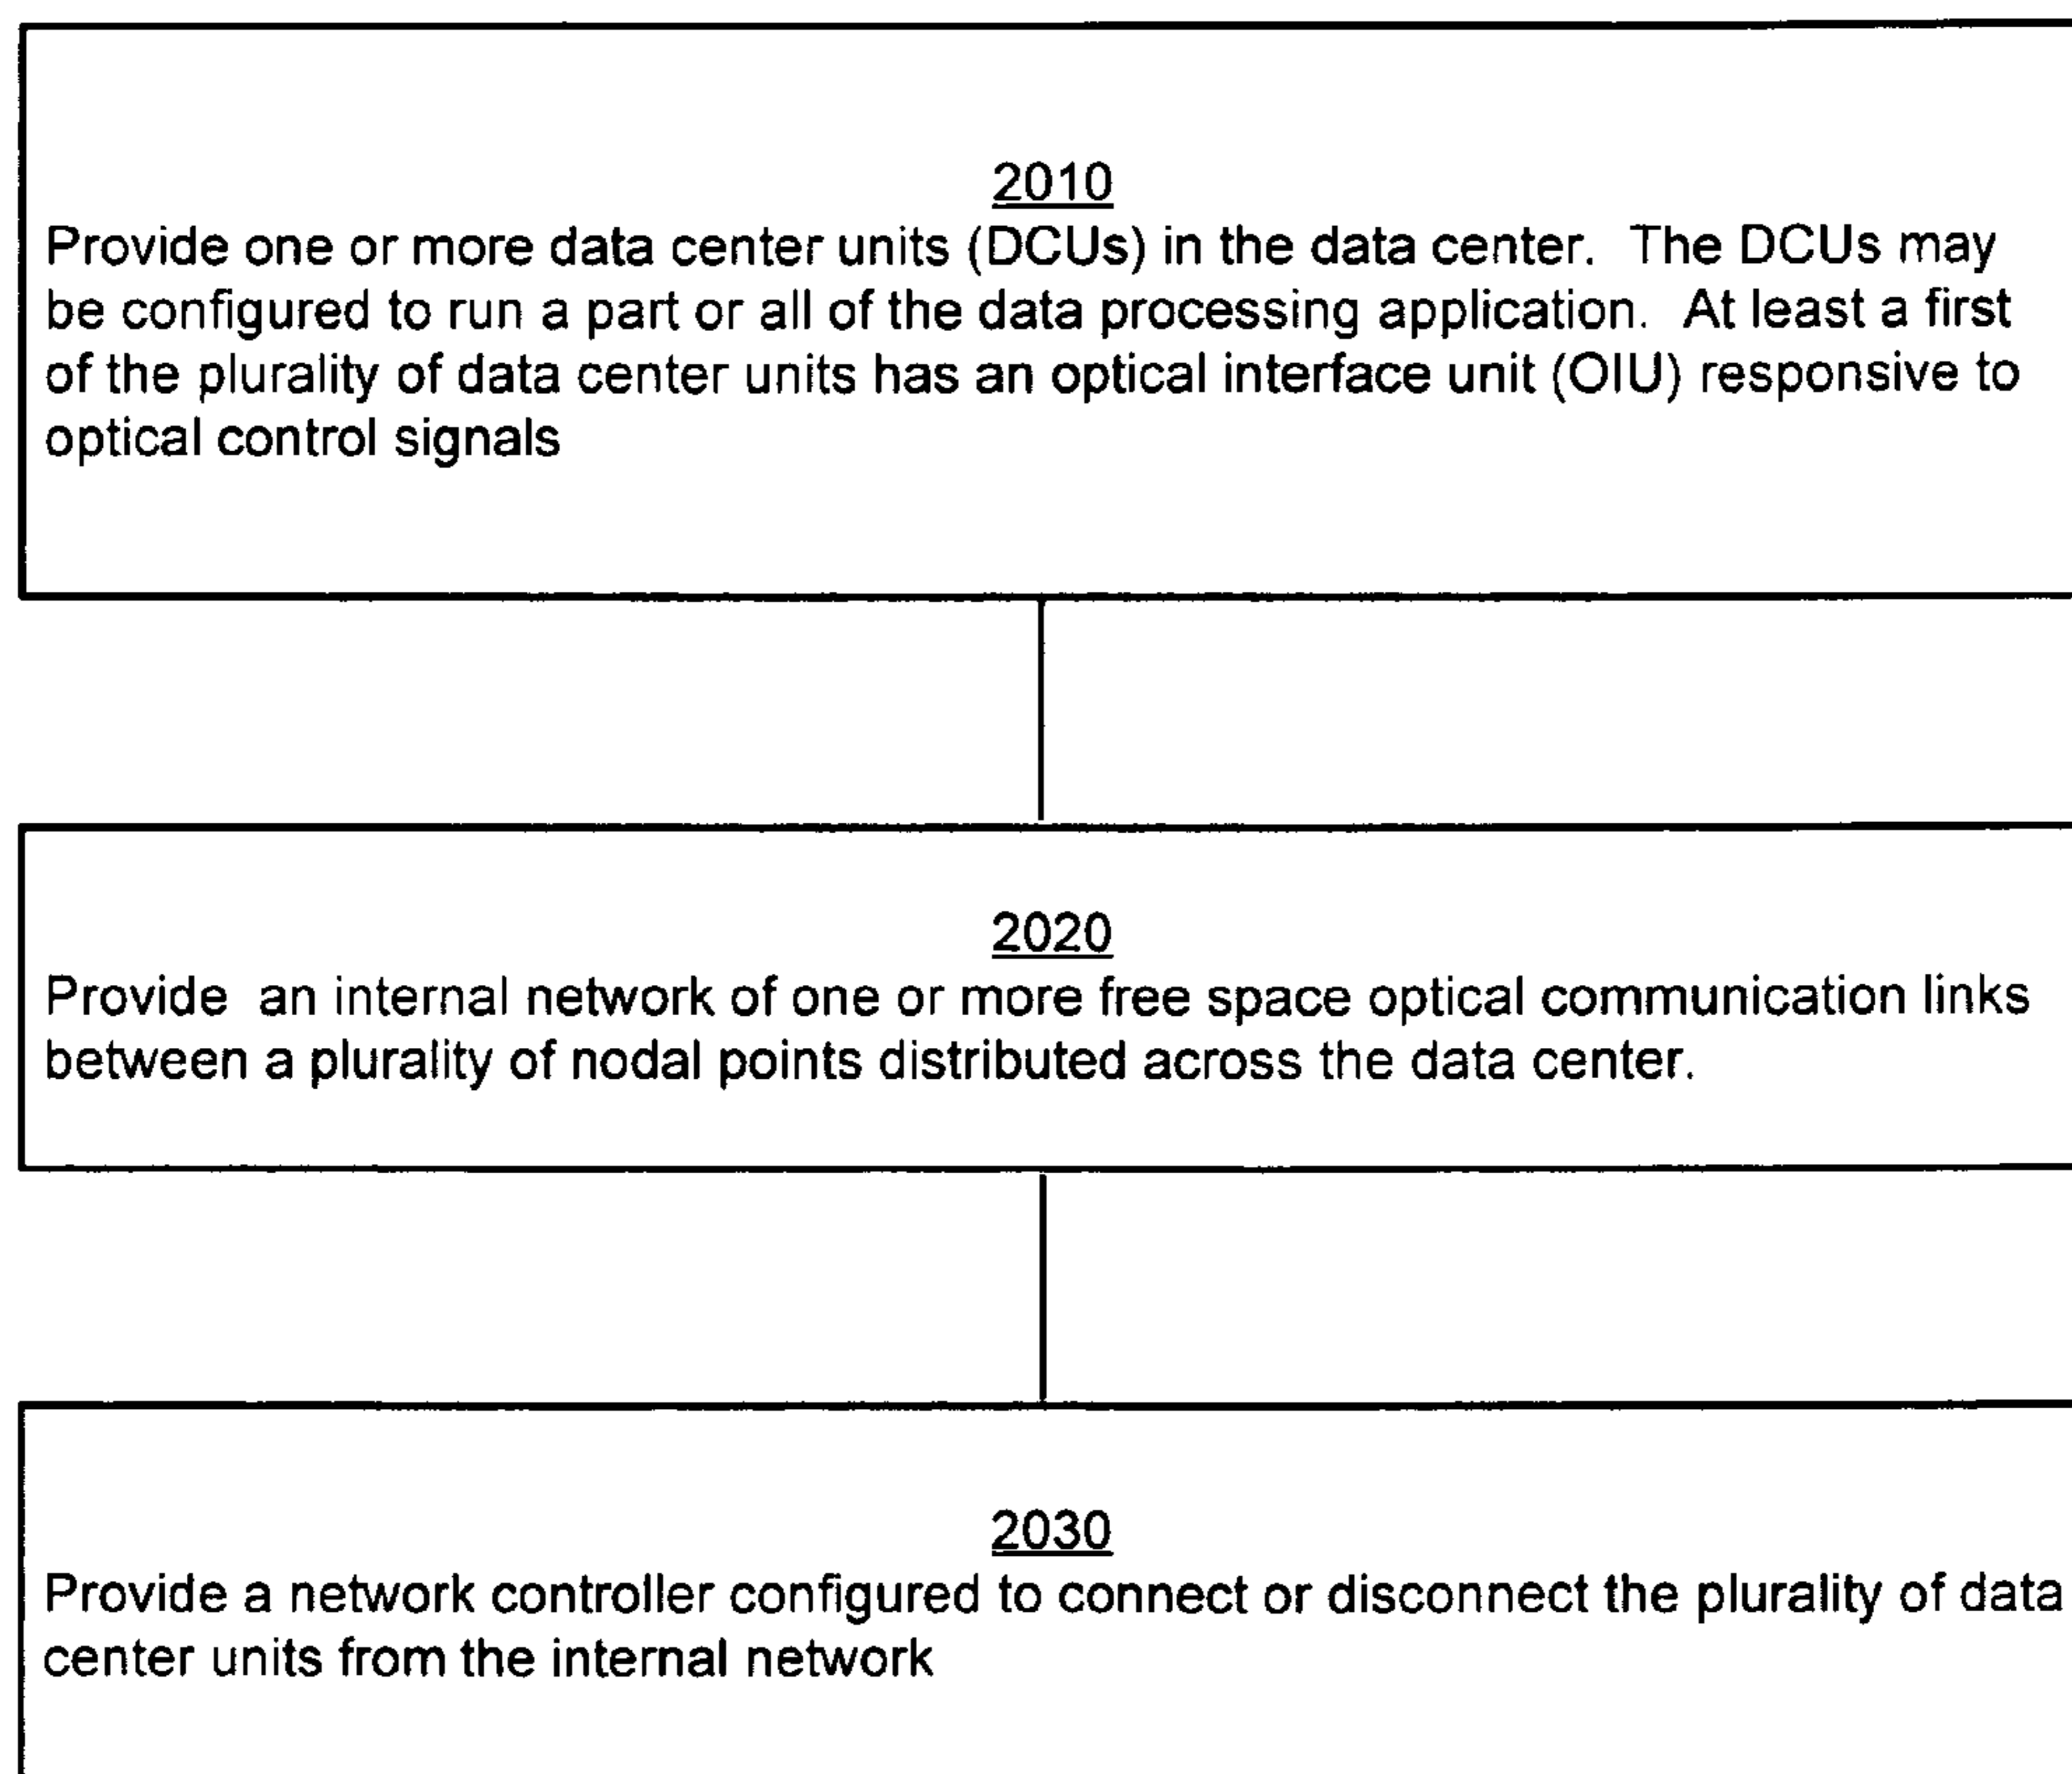 2010
Provide one or more data center units (DCUs) in the data center. The DCUs may
be configured to run a part or all of the data processing application. At least a first
of the plurality of data center units has an optical interface unit (OIU) responsive to
optical control signals
2020
Provide an internal network of one or more free space optical communication links
between a plurality of nodal points distributed across the data center.
2030
Provide a network controller configured to connect or disconnect the plurality of data
center units from the internal network